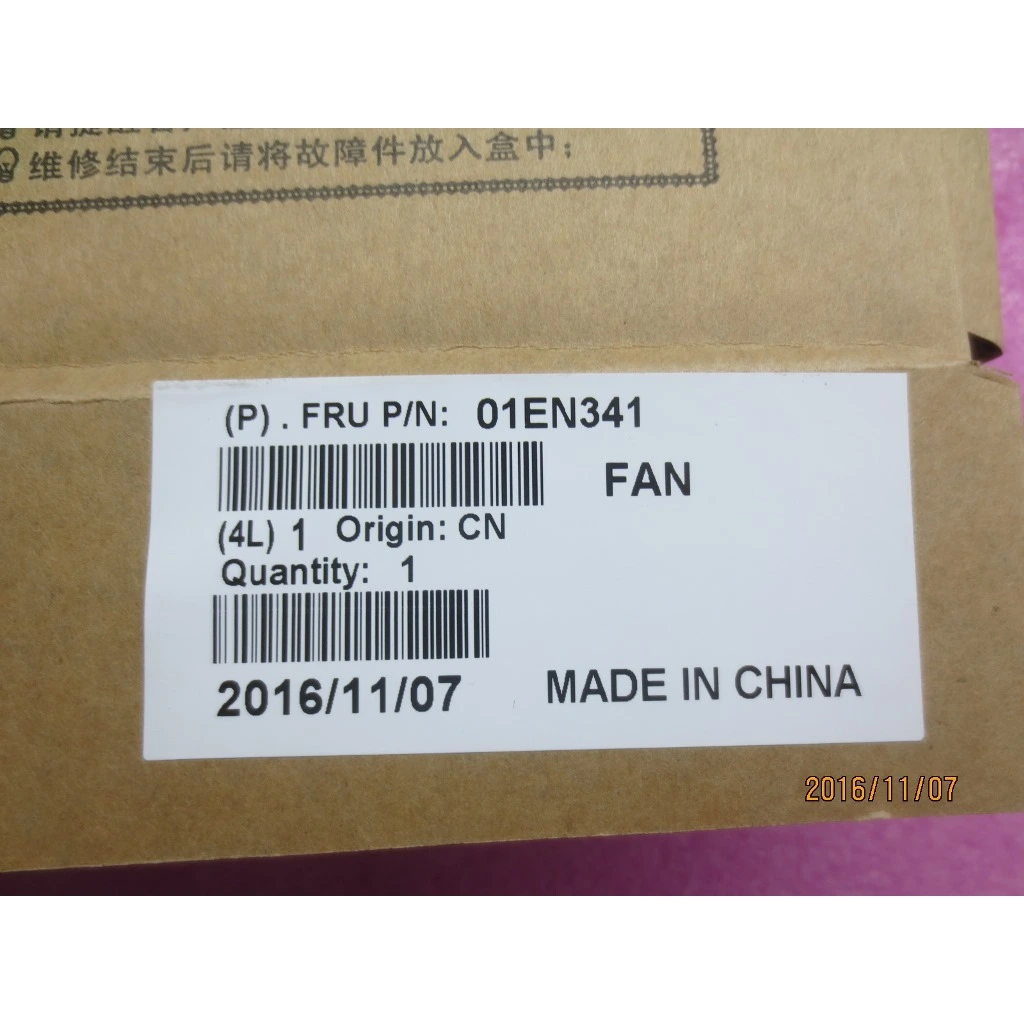 维修结束后请将故障件放入盒中;
(P) . FRU P/N: 01EN341
FAN
(4L) 1 Origin: CN
Quantity: 1
2016/11/07
MADE IN CHINA
2016/11/07